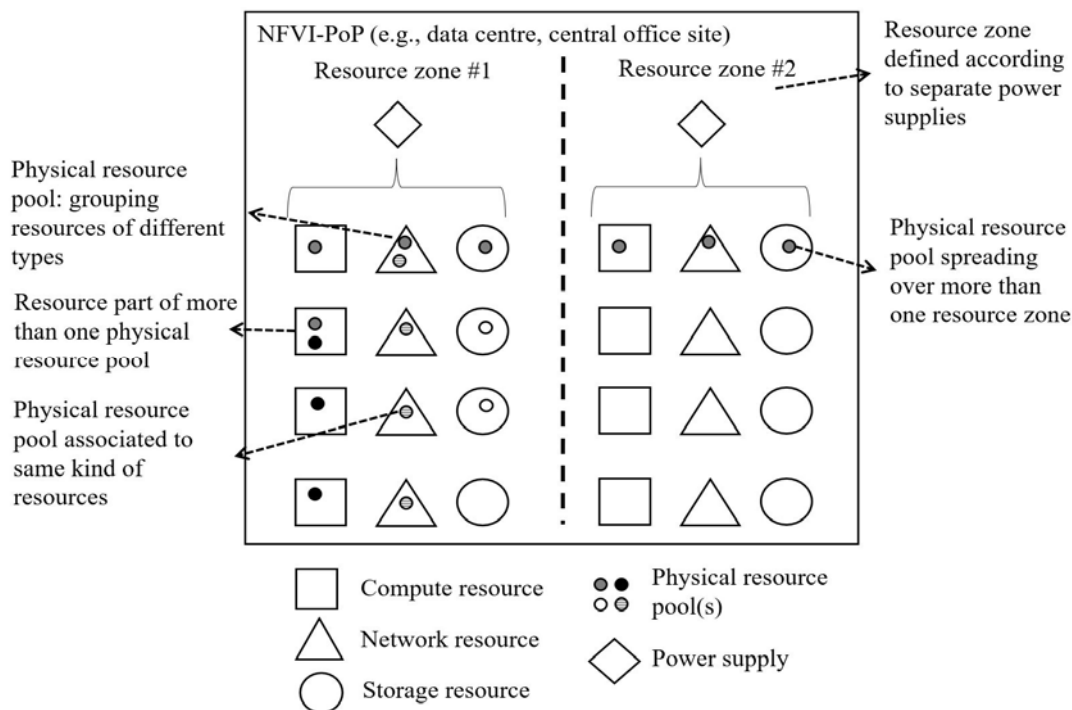 NFVI-PoP (e.g., data centre, central office site)
Resource zone #1
Resource zone #2
Resource zone
defined according
to separate power
supplies
Physical resource
pool: grouping
resources of different
types
Resource part of more
than one physical
resource pool
Physical resource
pool associated to
same kind of
resources
Physical resource
pool spreading
over more than
one resource zone
Compute resource
Network resource
Storage resource
Physical resource
pool(s)
Power supply